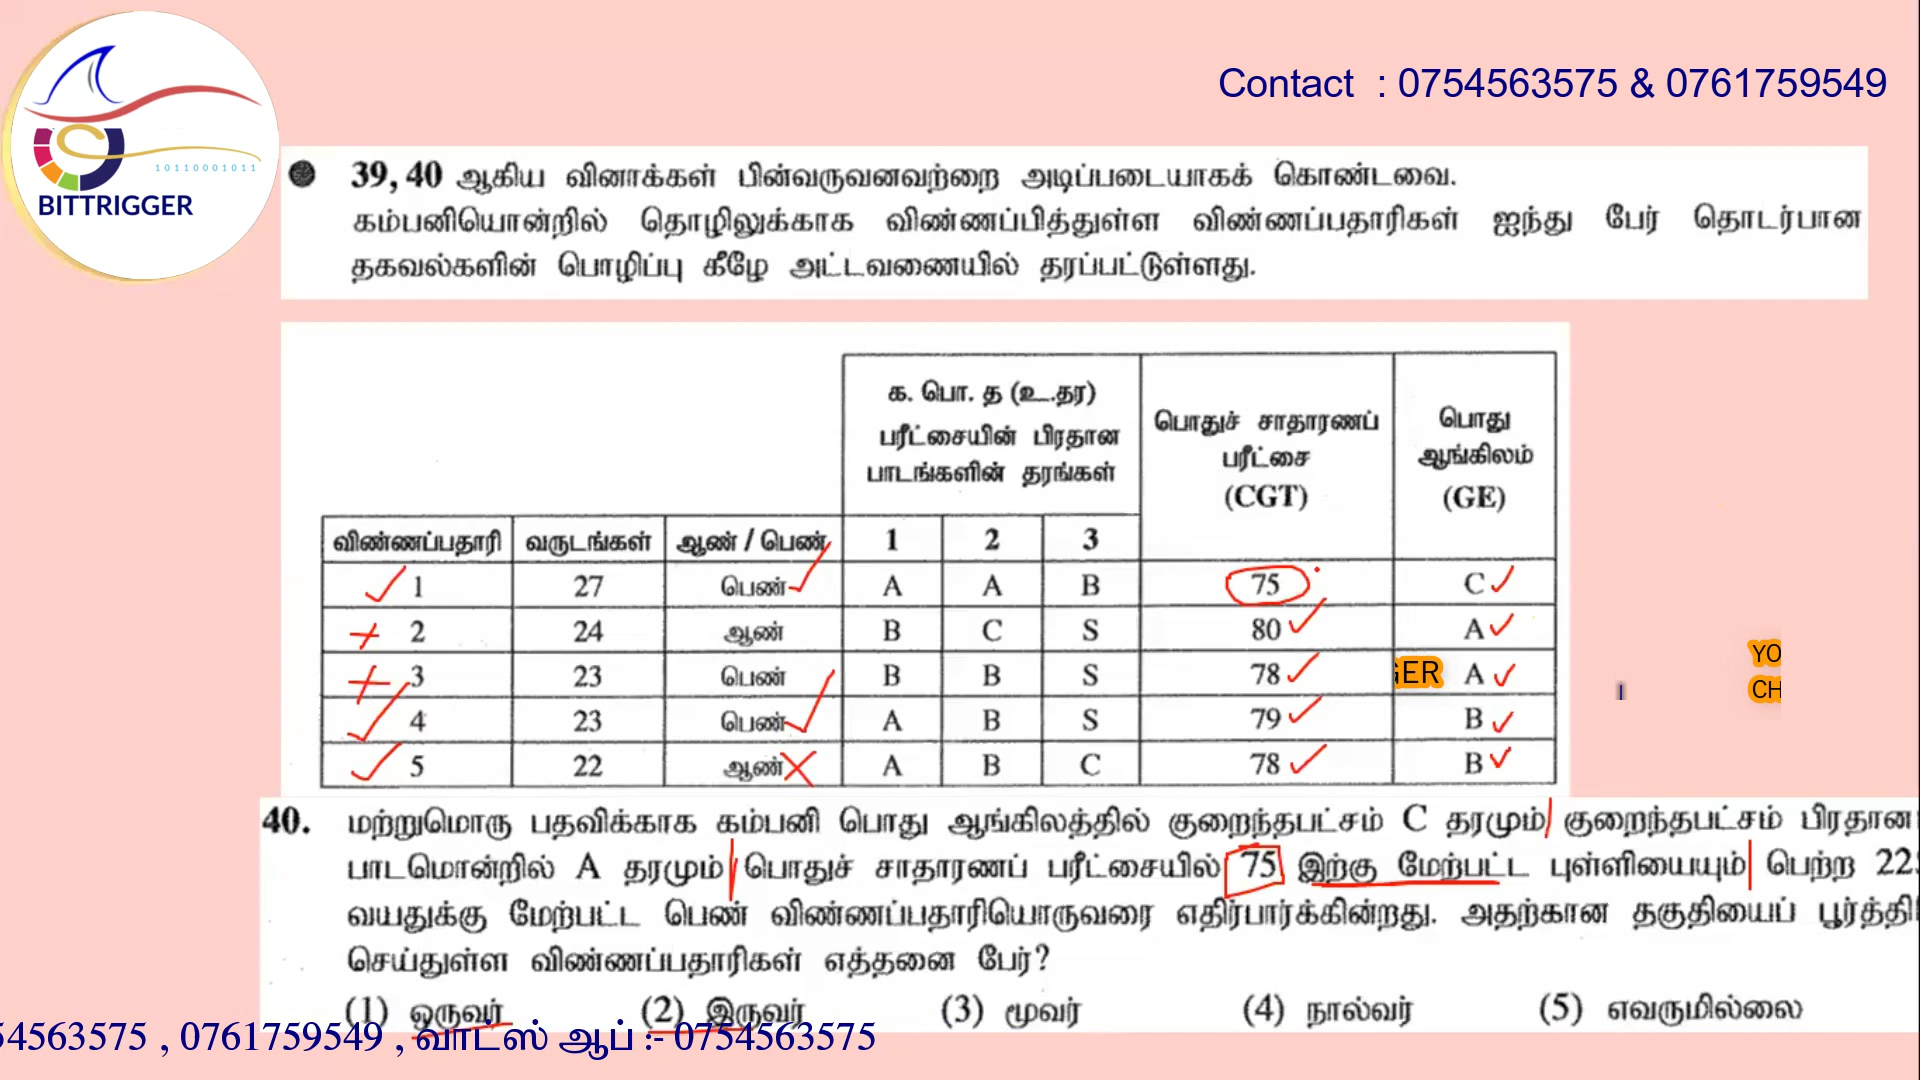 Contact : 0754563575 & 0761759549
10110001011
BITTRIGGER
39, 40 ஆகிய வினாக்கள் பின்வருவனவற்றை அடிப்படையாகக் கொண்டவை.
கம்பனியொன்றில் தொழிலுக்காக விண்ணப்பித்துள்ள விண்ணப்பதாரிகள் ஐந்து பேர் தொடர்பான
தகவல்களின் பொழிப்பு கீழே அட்டவணையில் தரப்பட்டுள்ளது.
க. பொ. த (உ.தர)
பரீட்சையின் பிரதான
பாடங்களின் தரங்கள்
பொதுச் சாதாரணப்
பரீட்சை
(CGT)
பொது
ஆங்கிலம்
(GE)
விண்ணப்பதாரி வருடங்கள் ஆண் / பெண் 1 2 3
1 27 பெண் A A B 75 C
2 24 ஆண் B C S 80 A
3 23 பெண் B B S 78 GER A
4 23 பெண் A B S 79 B
5 22 ஆண் A B C 78 B
YO
CH
40. மற்றுமொரு பதவிக்காக கம்பனி பொது ஆங்கிலத்தில் குறைந்தபட்சம் C தரமும் குறைந்தபட்சம் பிரதான
பாடமொன்றில் A தரமும் பொதுச் சாதாரணப் பரீட்சையில் 75 இற்கு மேற்பட்ட புள்ளியையும் பெற்ற 22
வயதுக்கு மேற்பட்ட பெண் விண்ணப்பதாரியொருவரை எதிர்பார்க்கின்றது. அதற்கான தகுதியைப் பூர்த்தி
செய்துள்ள விண்ணப்பதாரிகள் எத்தனை பேர்?
(1) ஒருவர் (2) இருவர் (3) மூவர் (4) நால்வர் (5) எவருமில்லை
54563575 , 0761759549 , வாட்ஸ் ஆப் :- 0754563575